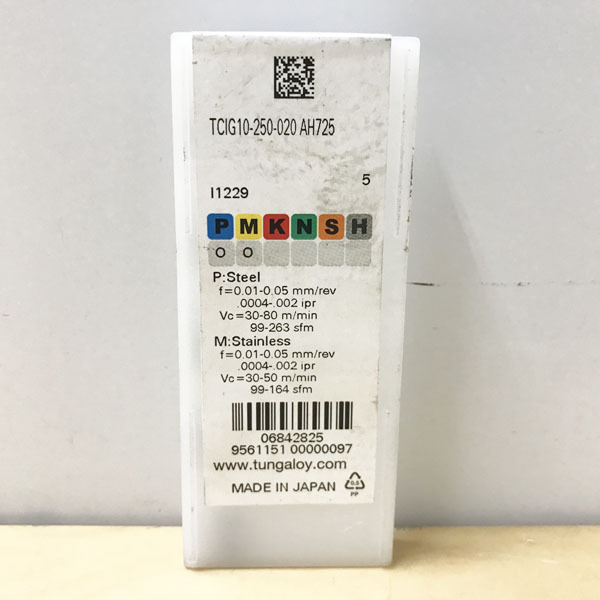 TCIG10-250-020 AH725
5
I1229
P M K N S H
O O
P:Steel
f=0.01-0.05 mm/rev
.0004-.002 ipr
Vc=30-80 m/min
99-263 sfm
M:Stainless
f=0.01-0.05 mm/rev
.0004-.002 ipr
Vc=30-50 m/min
99-164 sfm
06842825
9561151 00000097
www.tungaloy.com
MADE IN JAPAN
PP